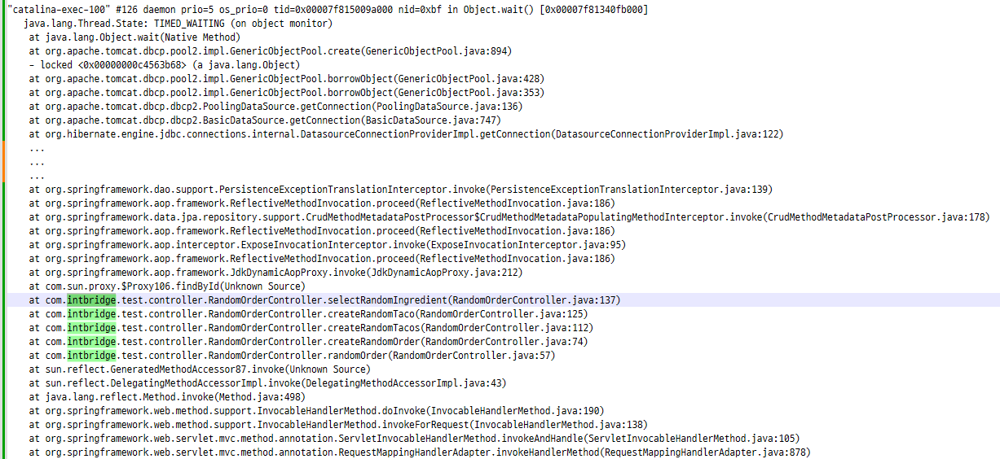 "catalina-exec-100" #126 daemon prio=5 os_prio=0 tid=0x00007f815009a000 nid=0xbf in Object.wait() [0x00007f81340fb000]
java.lang.Thread.State: TIMED_WAITING (on object monitor)
at java.lang.Object.wait(Native Method)
at org.apache.tomcat.dbcp.pool2.impl.GenericObjectPool.create(GenericObjectPool.java:894)
- locked <0x00000000c4563b68> (a java.lang.Object)
at org.apache.tomcat.dbcp.pool2.impl.GenericObjectPool.borrowObject(GenericObjectPool.java:428)
at org.apache.tomcat.dbcp.pool2.impl.GenericObjectPool.borrowObject(GenericObjectPool.java:353)
at org.apache.tomcat.dbcp.dbcp2.PoolingDataSource.getConnection(PoolingDataSource.java:136)
at org.apache.tomcat.dbcp.dbcp2.BasicDataSource.getConnection(BasicDataSource.java:747)
at org.hibernate.engine.jdbc.connections.internal.DatasourceConnectionProviderImpl.getConnection(DatasourceConnectionProviderImpl.java:122)
...
...
...
at org.springframework.dao.support.PersistenceExceptionTranslationInterceptor.invoke(PersistenceExceptionTranslationInterceptor.java:139)
at org.springframework.aop.framework.ReflectiveMethodInvocation.proceed(ReflectiveMethodInvocation.java:186)
at org.springframework.data.jpa.repository.support.CrudMethodMetadataPostProcessor$CrudMethodMetadataPopulatingMethodInterceptor.invoke(CrudMethodMetadataPostProcessor.java:178)
at org.springframework.aop.framework.ReflectiveMethodInvocation.proceed(ReflectiveMethodInvocation.java:186)
at org.springframework.aop.interceptor.ExposeInvocationInterceptor.invoke(ExposeInvocationInterceptor.java:95)
at org.springframework.aop.framework.ReflectiveMethodInvocation.proceed(ReflectiveMethodInvocation.java:186)
at org.springframework.aop.framework.JdkDynamicAopProxy.invoke(JdkDynamicAopProxy.java:212)
at com.sun.proxy.$Proxy106.findById(Unknown Source)
at com.intbridge.test.controller.RandomOrderController.selectRandomIngredient(RandomOrderController.java:137)
at com.intbridge.test.controller.RandomOrderController.createRandomTaco(RandomOrderController.java:125)
at com.intbridge.test.controller.RandomOrderController.createRandomTacos(RandomOrderController.java:112)
at com.intbridge.test.controller.RandomOrderController.createRandomOrder(RandomOrderController.java:74)
at com.intbridge.test.controller.RandomOrderController.randomOrder(RandomOrderController.java:57)
at sun.reflect.GeneratedMethodAccessor87.invoke(Unknown Source)
at sun.reflect.DelegatingMethodAccessorImpl.invoke(DelegatingMethodAccessorImpl.java:43)
at java.lang.reflect.Method.invoke(Method.java:498)
at org.springframework.web.method.support.InvocableHandlerMethod.doInvoke(InvocableHandlerMethod.java:190)
at org.springframework.web.method.support.InvocableHandlerMethod.invokeForRequest(InvocableHandlerMethod.java:138)
at org.springframework.web.servlet.mvc.method.annotation.ServletInvocableHandlerMethod.invokeAndHandle(ServletInvocableHandlerMethod.java:105)
at org.springframework.web.servlet.mvc.method.annotation.RequestMappingHandlerAdapter.invokeHandlerMethod(RequestMappingHandlerAdapter.java:878)